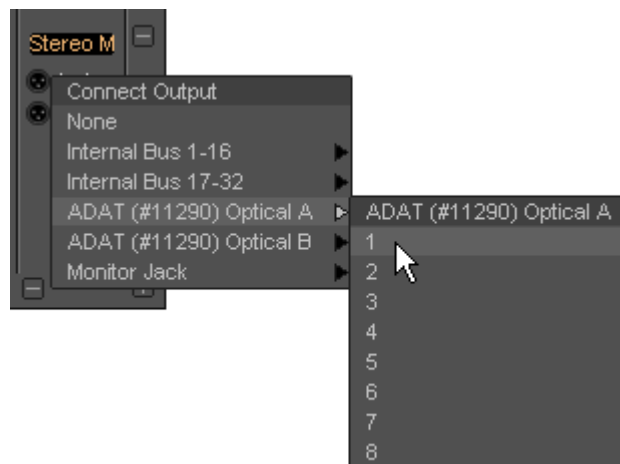 Stereo M
Connect Output
None
Internal Bus 1-16
Internal Bus 17-32
ADAT (#11290) Optical A
ADAT (#11290) Optical B
Monitor Jack
ADAT (#11290) Optical A
1
2
3
4
5
6
7
8